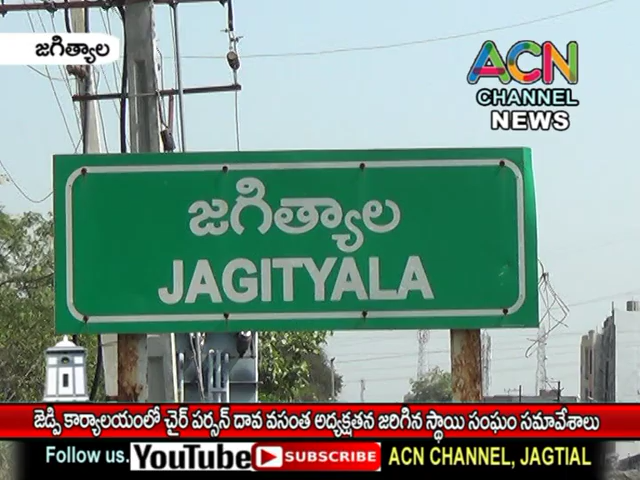 జగిత్యాల
ACN
CHANNEL
NEWS
జగిత్యాల
JAGITYALA
జెడ్పి కార్యాలయంలో చైర్ పర్సన్ దావ వసంత అధ్యక్షతన జరిగిన స్థాయి సంఘం సమావేశాలు
Follow us. YouTube SUBSCRIBE ACN CHANNEL, JAGTIAL